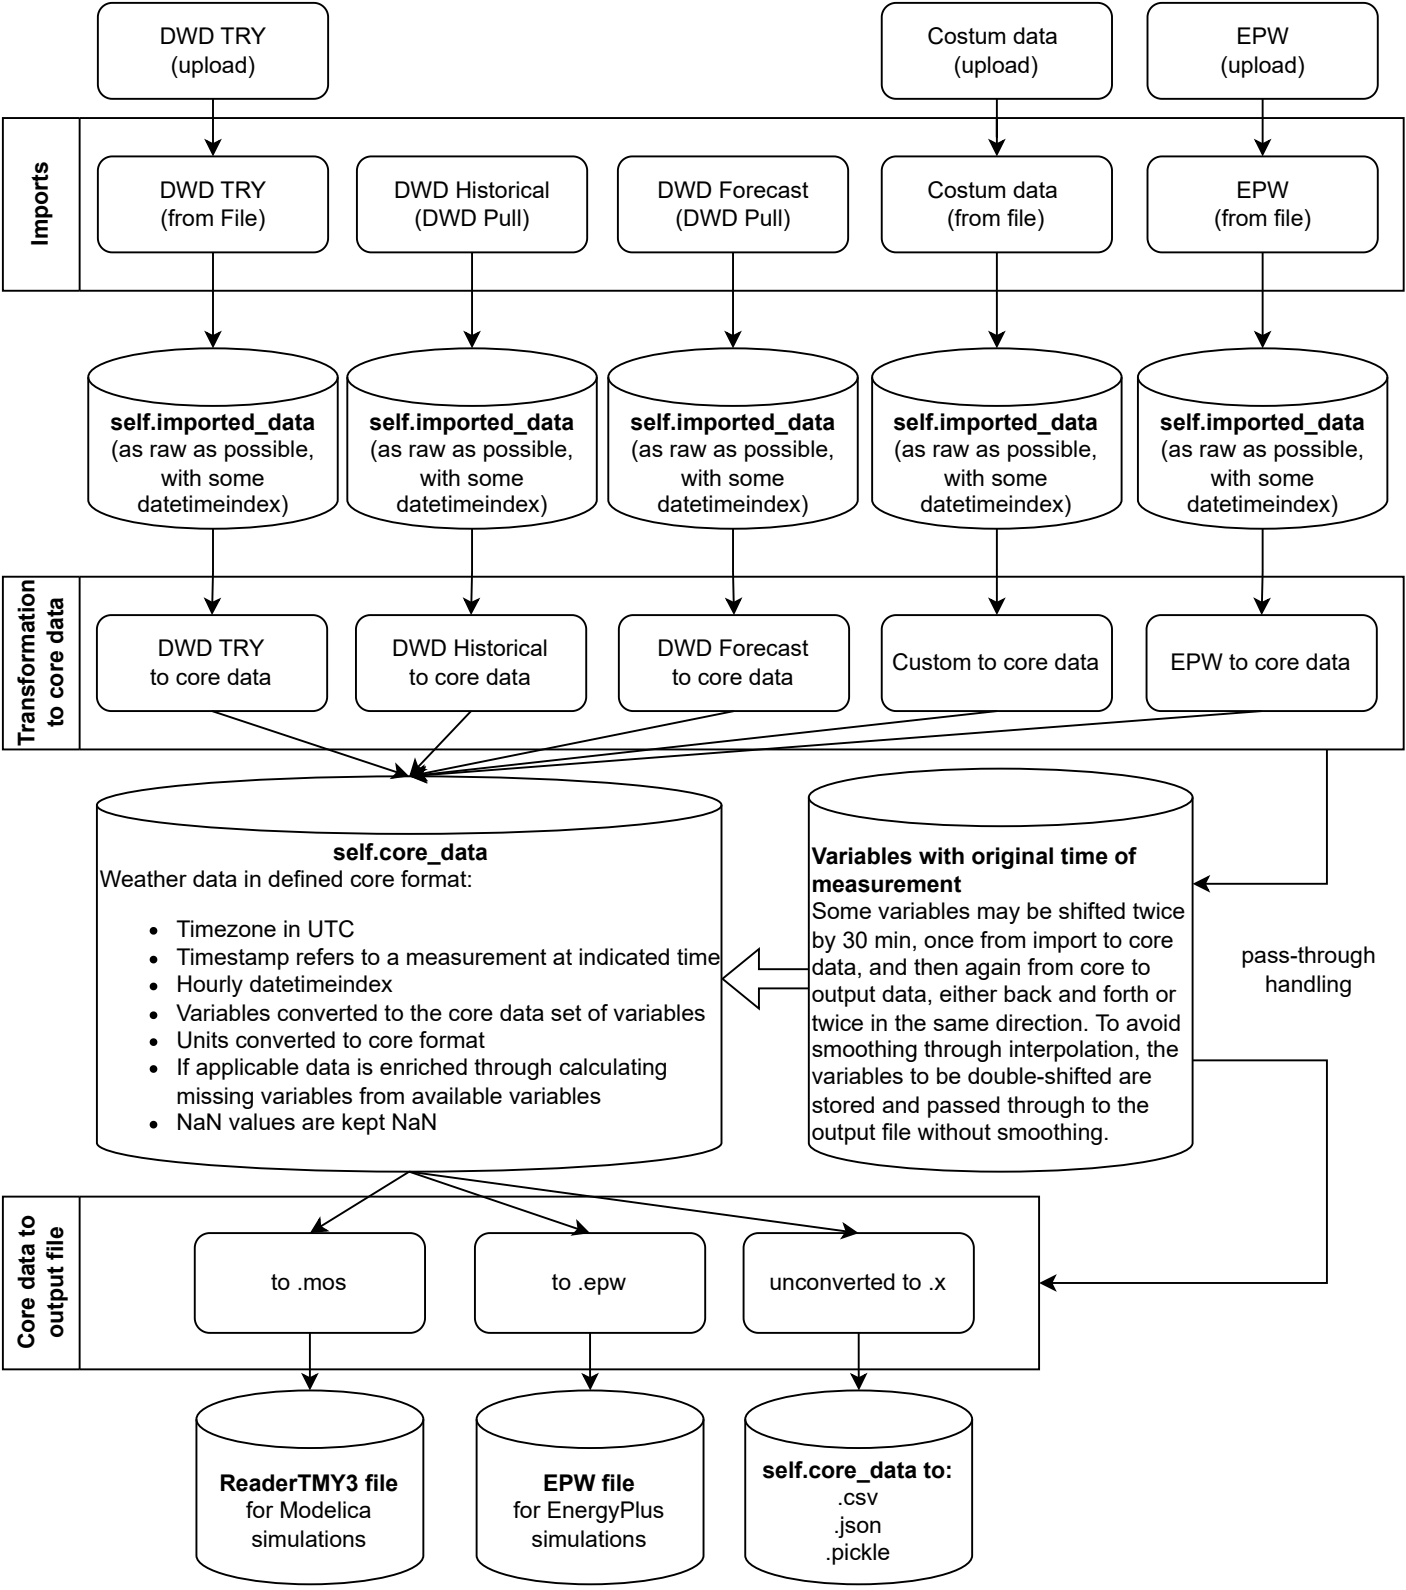 DWD TRY
(upload)
Costum data
(upload)
EPW
(upload)
Imports
DWD TRY
(from File)
DWD Historical
(DWD Pull)
DWD Forecast
(DWD Pull)
Costum data
(from file)
EPW
(from file)
self.imported_data
(as raw as possible,
with some
datetimeindex)
self.imported_data
(as raw as possible,
with some
datetimeindex)
self.imported_data
(as raw as possible,
with some
datetimeindex)
self.imported_data
(as raw as possible,
with some
datetimeindex)
self.imported_data
(as raw as possible,
with some
datetimeindex)
Transformation
to core data
DWD TRY
to core data
DWD Historical
to core data
DWD Forecast
to core data
Custom to core data
EPW to core data
self.core_data
Weather data in defined core format:
• Timezone in UTC
• Timestamp refers to a measurement at indicated time
• Hourly datetimeindex
• Variables converted to the core data set of variables
• Units converted to core format
• If applicable data is enriched through calculating
missing variables from available variables
• NaN values are kept NaN
Variables with original time of
measurement
Some variables may be shifted twice
by 30 min, once from import to core
data, and then again from core to
output data, either back and forth or
twice in the same direction. To avoid
smoothing through interpolation, the
variables to be double-shifted are
stored and passed through to the
output file without smoothing.
pass-through
handling
Core data to
output file
to .mos
to .epw
unconverted to .x
ReaderTMY3 file
for Modelica
simulations
EPW file
for EnergyPlus
simulations
self.core_data to:
.csv
.json
.pickle